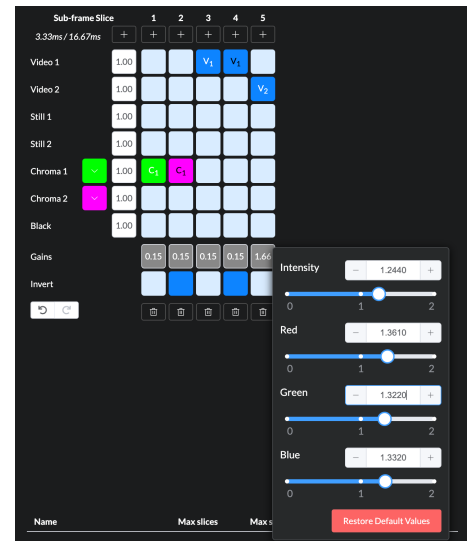 Sub-frame Slice 1 2 3 4 5
3.33ms / 16.67ms + + + + + +
Video 1 1.00 V1 V1
Video 2 1.00 V2
Still 1 1.00
Still 2 1.00
Chroma 1 1.00 C1 C1
Chroma 2 1.00
Black 1.00
Gains 0.15 0.15 0.15 0.15 1.66
Invert
Intensity − 1.2440 +
0 1 2
Red − 1.3610 +
0 1 2
Green − 1.3220 +
0 1 2
Blue − 1.3320 +
0 1 2
Restore Default Values
Name Max slices Max s